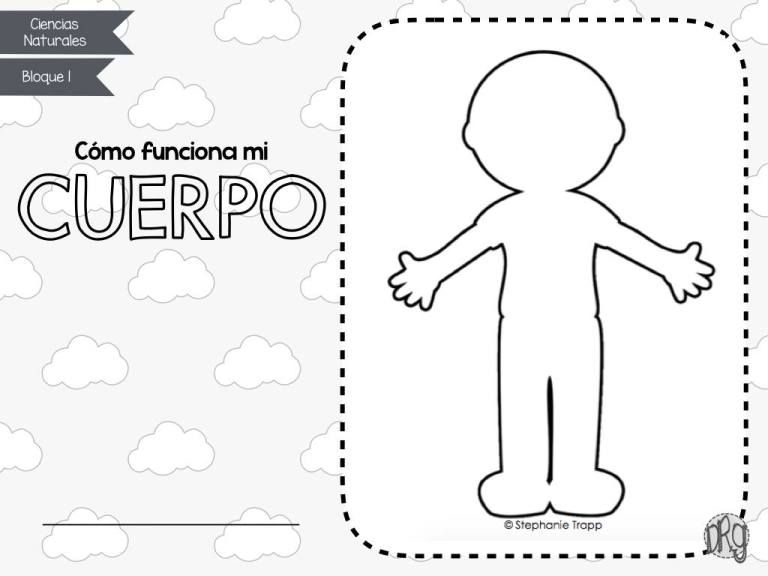 Ciencias
Naturales
Bloque I
Cómo funciona mi
CUERPO
© Stephanie Trapp
DRG